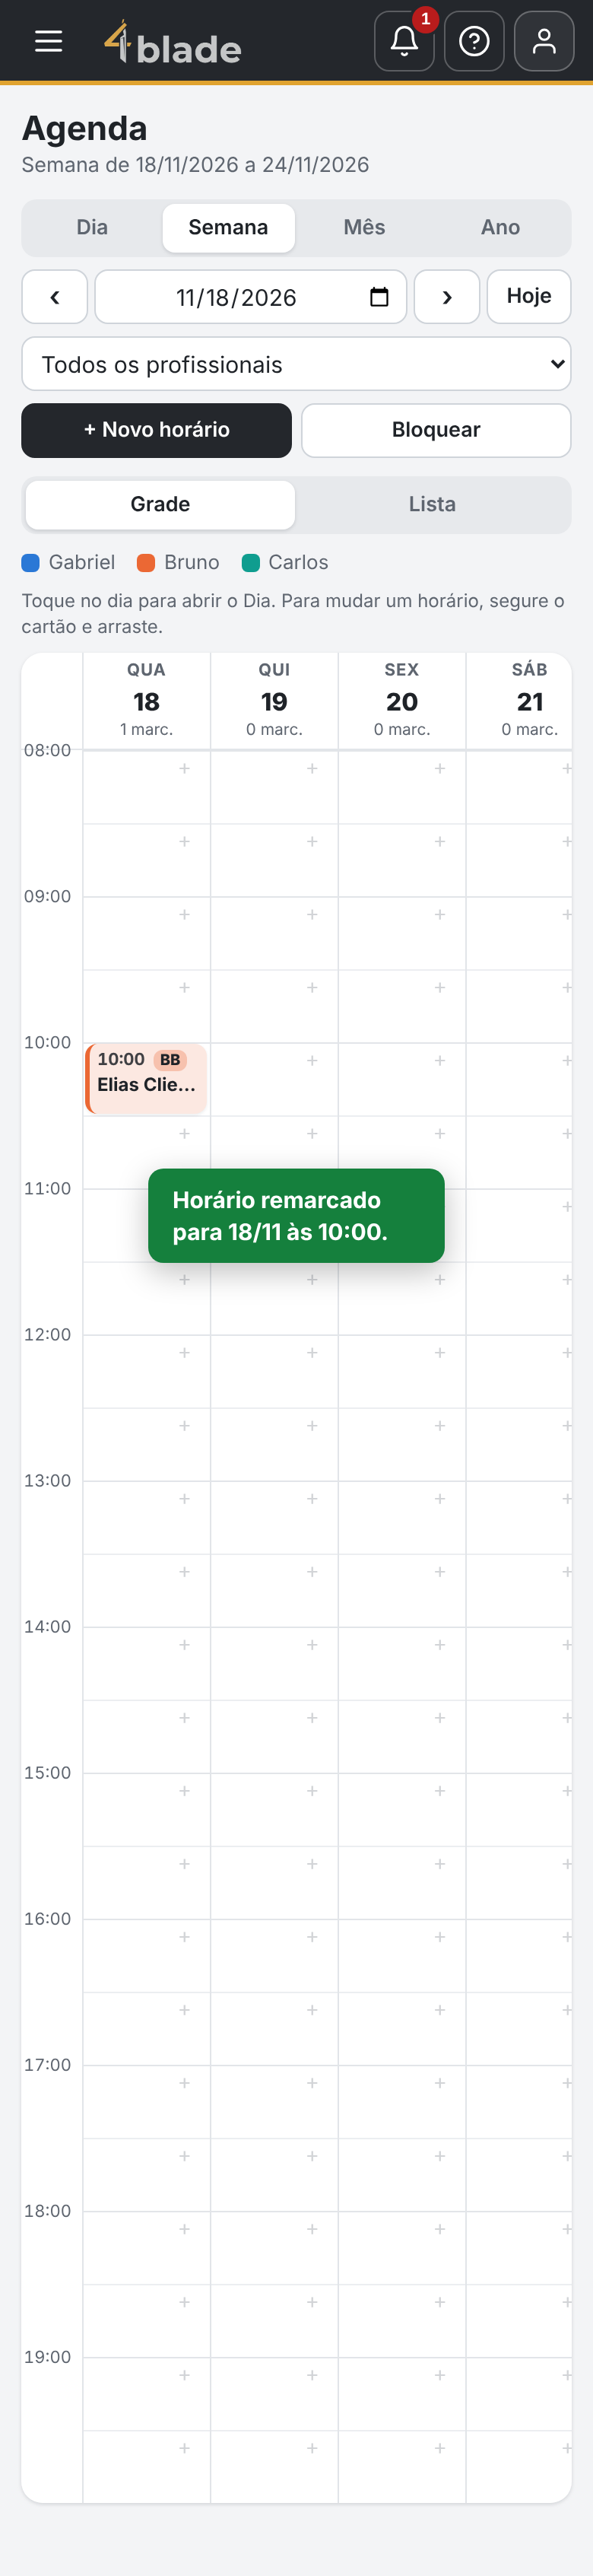 4blade
1
Agenda
Semana de 18/11/2026 a 24/11/2026
Dia Semana Mês Ano
‹ 11/18/2026 › Hoje
Todos os profissionais
+ Novo horário Bloquear
Grade Lista
Gabriel Bruno Carlos
Toque no dia para abrir o Dia. Para mudar um horário, segure o
cartão e arraste.
QUA QUI SEX SÁB
18 19 20 21
1 marc. 0 marc. 0 marc. 0 marc.
08:00
09:00
10:00
10:00 BB
Elias Clie...
11:00
Horário remarcado
para 18/11 às 10:00.
12:00
13:00
14:00
15:00
16:00
17:00
18:00
19:00